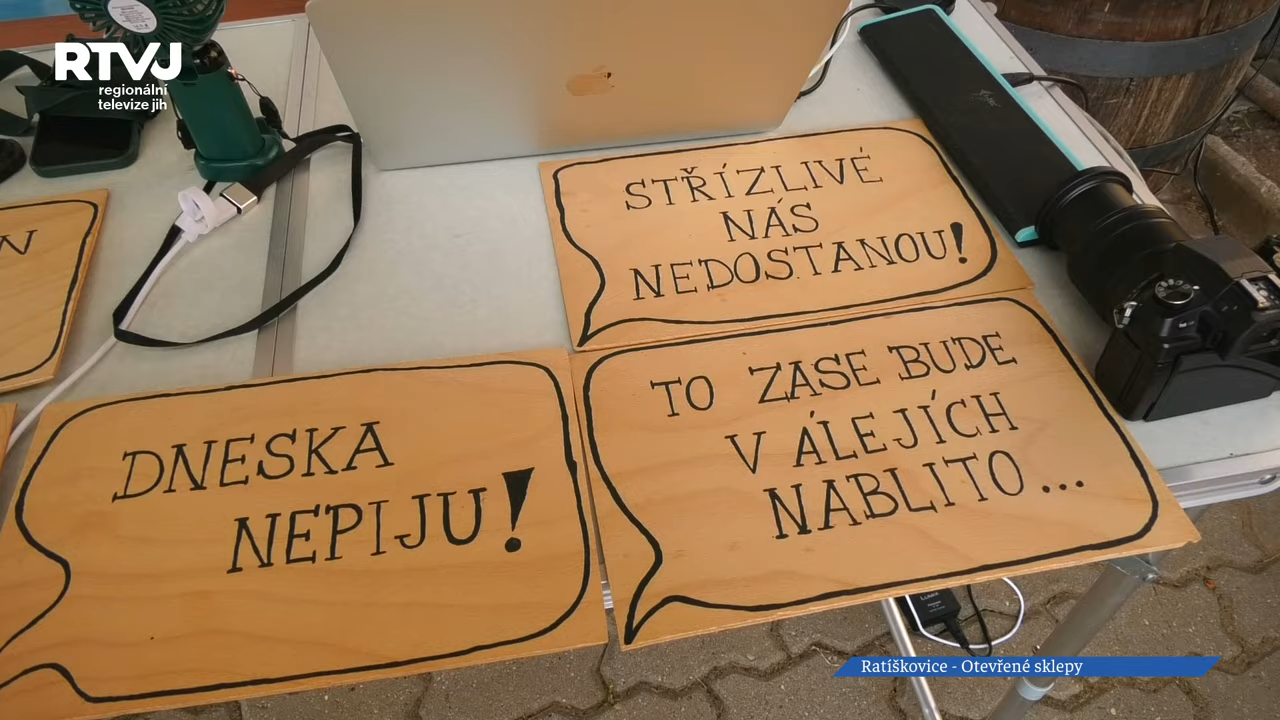 RTVJ
regionální
televize jih
STŘÍZLIVÉ
NÁS
NEDOSTANOU!
TO ZASE BUDE
V ÁLEJÍCH
NABLITO...
DNESKA
NEPIJU!
Ratíškovice - Otevřené sklepy